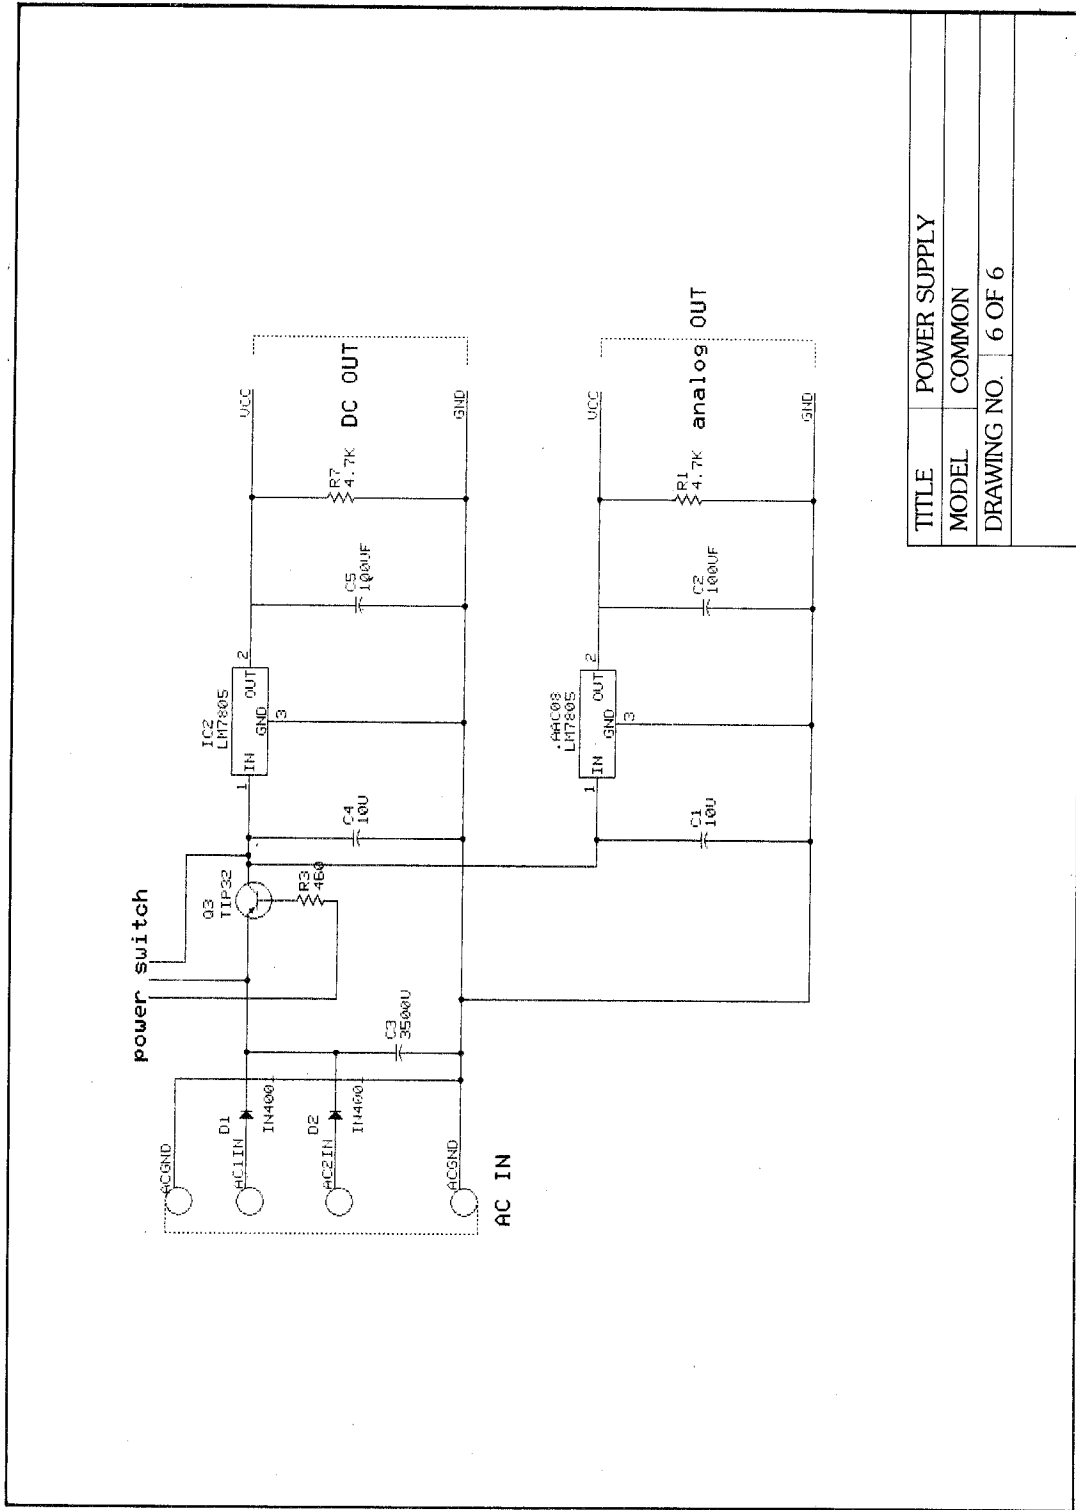 power switch
Q3
TIP32
R3
460
IC2
LM7805
1
IN
OUT
2
GND
3
C4
10U
C5
100UF
R7
4.7K
VCC
DC OUT
GND
ACGND
D1
AC1IN
IN400
D2
AC2IN
IN400
C3
3500U
ACGND
AC IN
.AAC08
LM7805
1
IN
OUT
2
GND
3
C1
10U
C2
100UF
R1
4.7K
VCC
analog OUT
GND
TITLE POWER SUPPLY
MODEL COMMON
DRAWING NO. 6 OF 6